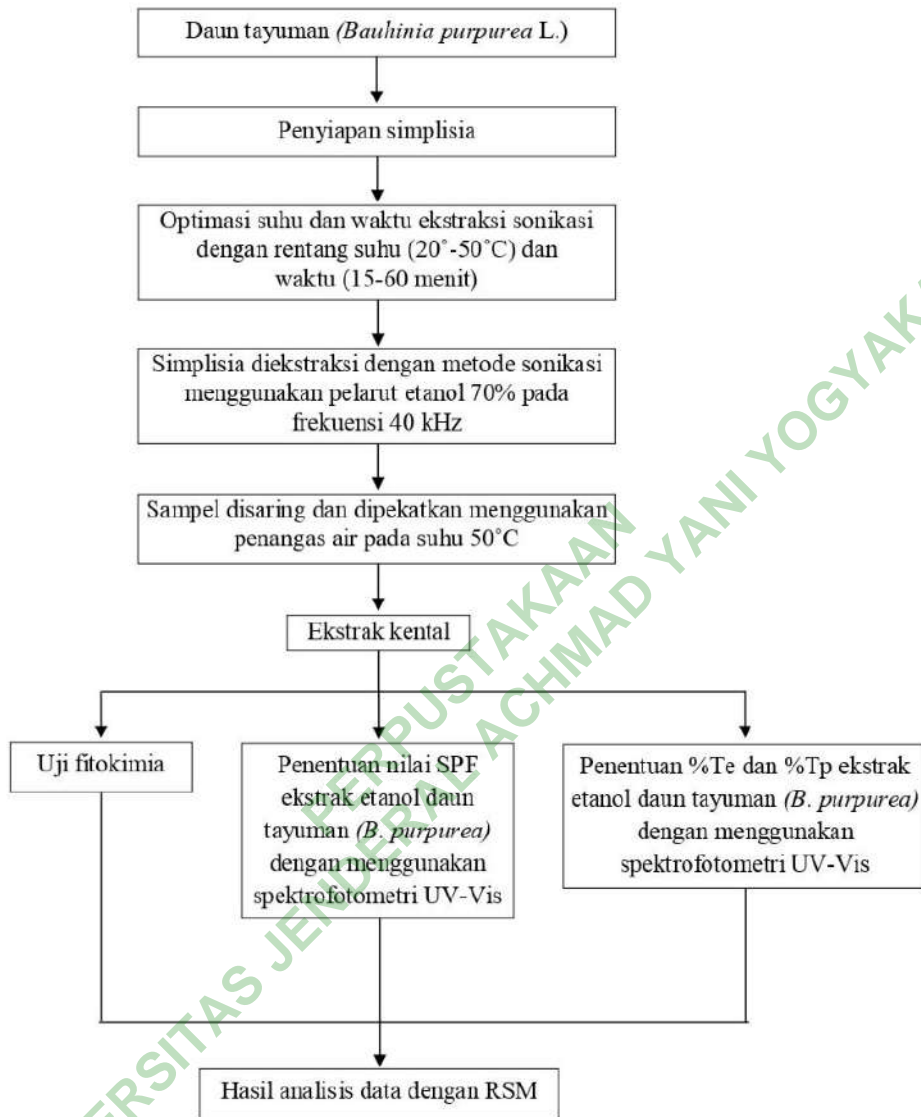 Daun tayuman (Bauhinia purpurea L.)
Penyiapan simplisia
Optimasi suhu dan waktu ekstraksi sonikasi
dengan rentang suhu (20˚-50˚C) dan
waktu (15-60 menit)
Simplisia diekstraksi dengan metode sonikasi
menggunakan pelarut etanol 70% pada
frekuensi 40 kHz
Sampel disaring dan dipekatkan menggunakan
penangas air pada suhu 50˚C
Ekstrak kental
Uji fitokimia
Penentuan nilai SPF
ekstrak etanol daun
tayuman (B. purpurea)
dengan menggunakan
spektrofotometri UV-Vis
Penentuan %Te dan %Tp ekstrak
etanol daun tayuman (B. purpurea)
dengan menggunakan
spektrofotometri UV-Vis
Hasil analisis data dengan RSM
PERPUSTAKAAN
ERSITAS JENDERAL ACHMAD YANI YOGYAKA